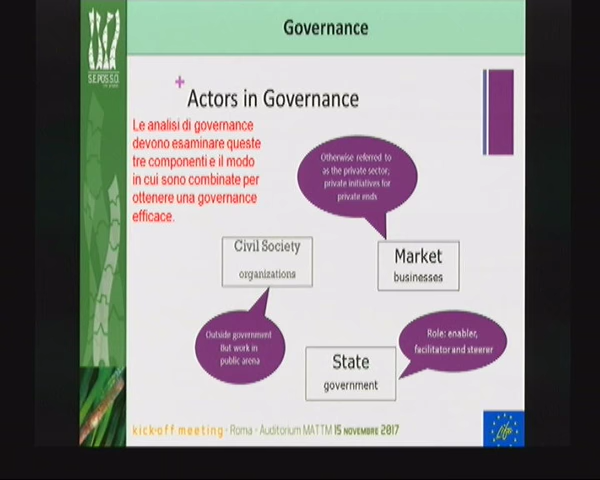 Governance
S.E.POS.S.O.
+
Actors in Governance
Le analisi di governance
devono esaminare queste
tre componenti e il modo
in cui sono combinate per
ottenere una governance
efficace.
Otherwise referred to
as the private sector;
private initiatives for
private ends
Civil Society
organizations
Market
businesses
Outside government
But work in
public arena
State
government
Role: enabler,
facilitator and steerer
kick-off meeting - Roma - Auditorium MATTM 15 NOVEMBRE 2017
Life